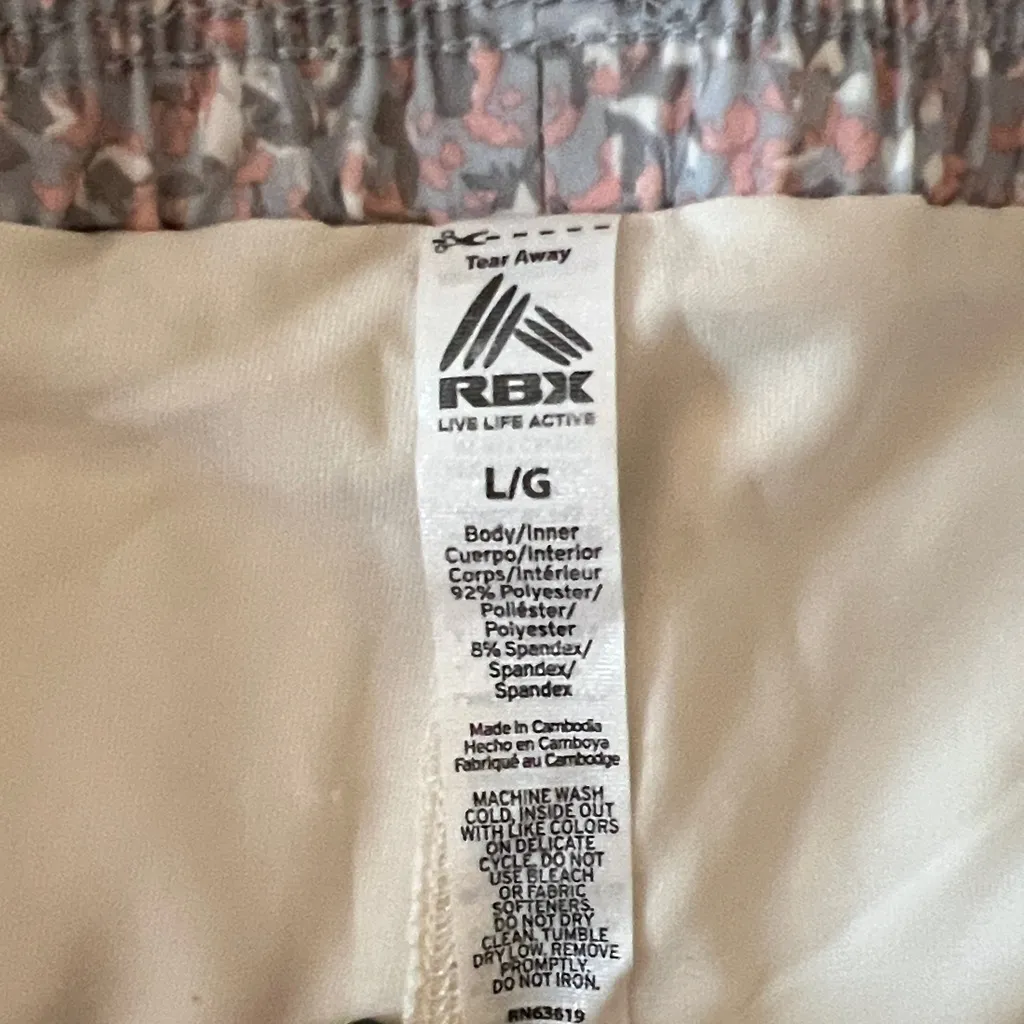 Tear Away
RBX
LIVE LIFE ACTIVE
L/G
Body/Inner
Cuerpo/Interior
Corps/Intérieur
92% Polyester/
Poliéster/
Polyester
8% Spandex/
Spandex/
Spandex
Made in Cambodia
Hecho en Camboya
Fabriqué au Cambodge
MACHINE WASH
COLD, INSIDE OUT
WITH LIKE COLORS
ON DELICATE
CYCLE. DO NOT
USE BLEACH
OR FABRIC
SOFTENERS.
DO NOT DRY
CLEAN. TUMBLE
DRY LOW. REMOVE
PROMPTLY.
DO NOT IRON.
RN63619